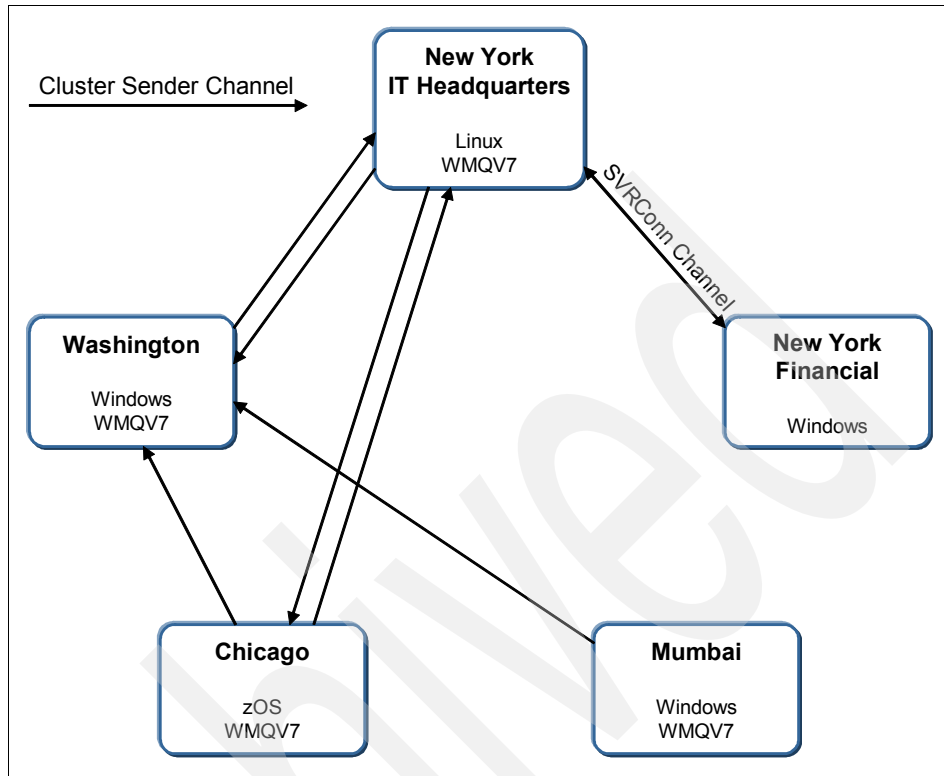 New York
IT Headquarters
Linux
WMQV7
Cluster Sender Channel
SVRConn Channel
Washington
Windows
WMQV7
New York
Financial
Windows
Chicago
zOS
WMQV7
Mumbai
Windows
WMQV7